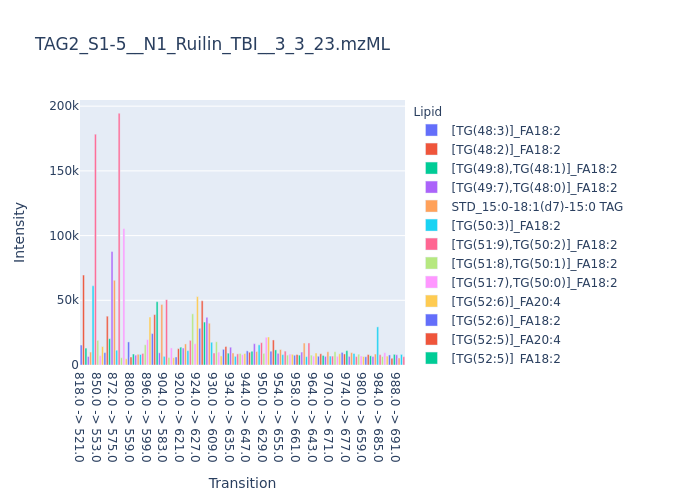 TAG2_S1-5__N1_Ruilin_TBI__3_3_23.mzML
Lipid
[TG(48:3)]_FA18:2
[TG(48:2)]_FA18:2
[TG(49:8),TG(48:1)]_FA18:2
[TG(49:7),TG(48:0)]_FA18:2
STD_15:0-18:1(d7)-15:0 TAG
[TG(50:3)]_FA18:2
[TG(51:9),TG(50:2)]_FA18:2
[TG(51:8),TG(50:1)]_FA18:2
[TG(51:7),TG(50:0)]_FA18:2
[TG(52:6)]_FA20:4
[TG(52:6)]_FA18:2
[TG(52:5)]_FA20:4
[TG(52:5)]_FA18:2
Intensity
200k
150k
100k
50k
0
818.0 -> 521.0
850.0 -> 553.0
872.0 -> 575.0
880.0 -> 559.0
896.0 -> 599.0
904.0 -> 583.0
920.0 -> 621.0
924.0 -> 627.0
930.0 -> 609.0
934.0 -> 635.0
944.0 -> 647.0
950.0 -> 629.0
954.0 -> 655.0
958.0 -> 661.0
964.0 -> 643.0
970.0 -> 671.0
974.0 -> 677.0
980.0 -> 659.0
984.0 -> 685.0
988.0 -> 691.0
Transition